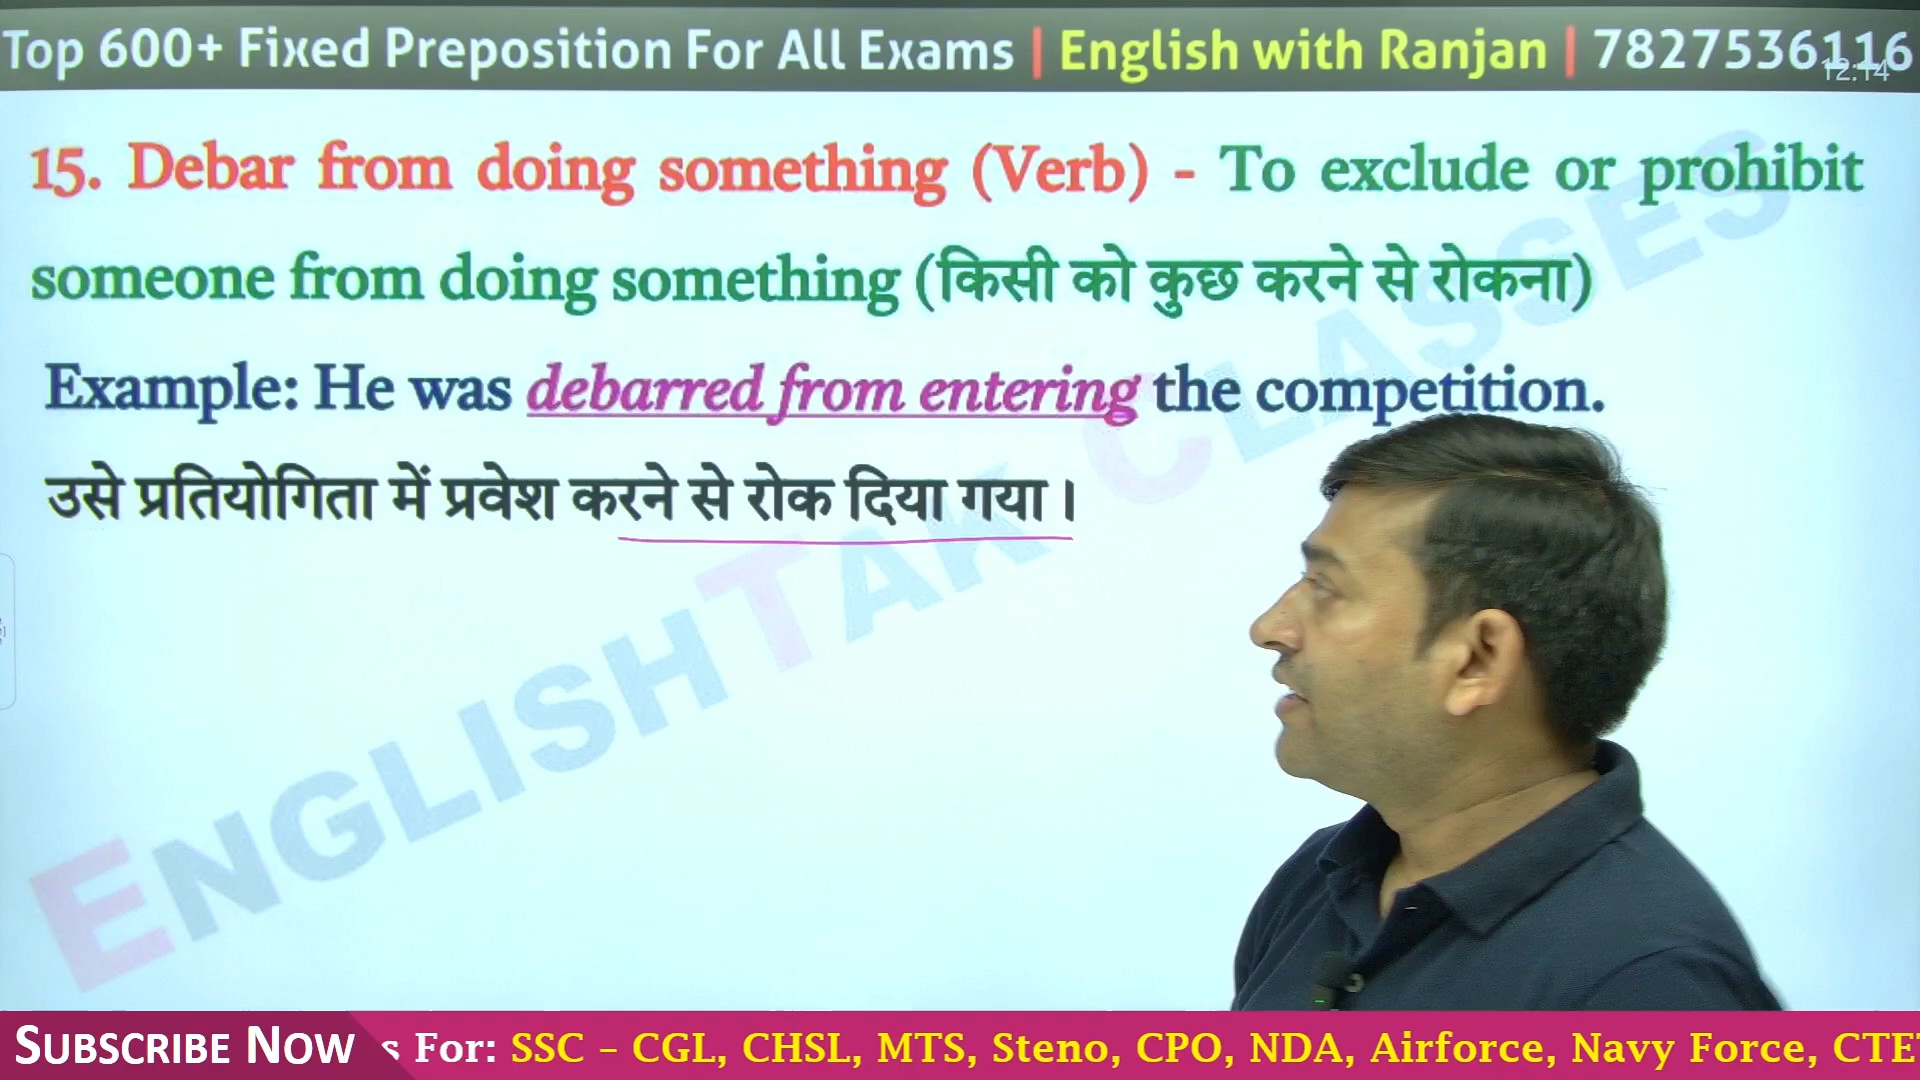 Top 600+ Fixed Preposition For All Exams | English with Ranjan | 7827536116
12:14
15. Debar from doing something (Verb) - To exclude or prohibit
someone from doing something (किसी को कुछ करने से रोकना)
Example: He was debarred from entering the competition.
उसे प्रतियोगिता में प्रवेश करने से रोक दिया गया।
ENGLISH TAK CLASSES
SUBSCRIBE NOW s For: SSC – CGL, CHSL, MTS, Steno, CPO, NDA, Airforce, Navy Force, CTET